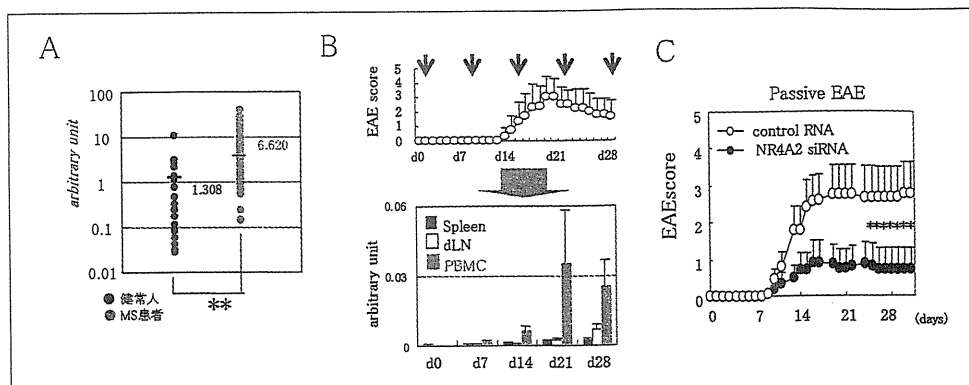 A
arbitrary unit
100
10
1
0.1
0.01
1.308
6.620
**
健常人
MS患者
B
EAE score
5
4
3
2
1
0
d0 d7 d14 d21 d28
arbitrary unit
0.06
0.03
0
Spleen
dLN
PBMC
d0 d7 d14 d21 d28
C
Passive EAE
control RNA
NR4A2 siRNA
EAEscore
5
4
3
2
1
0
******
0 7 14 21 28 (days)